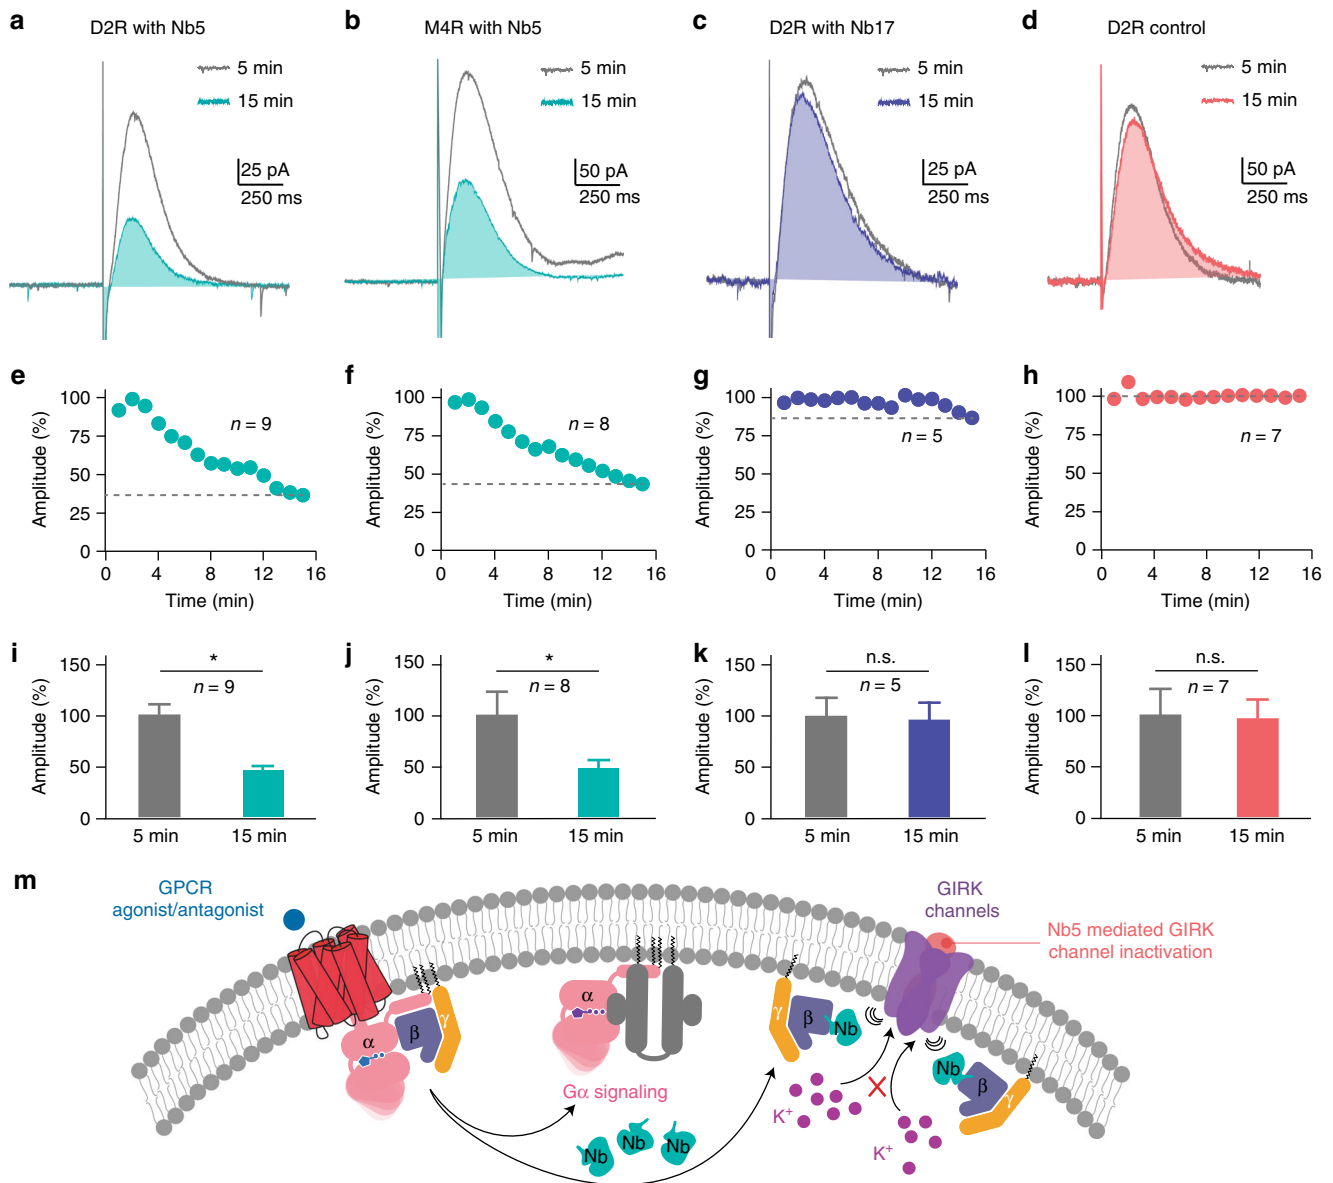 a
D2R with Nb5
5 min
15 min
25 pA
250 ms
b
M4R with Nb5
5 min
15 min
50 pA
250 ms
c
D2R with Nb17
5 min
15 min
25 pA
250 ms
d
D2R control
5 min
15 min
50 pA
250 ms
e
Amplitude (%)
100
75
50
25
0
n = 9
0 4 8 12 16
Time (min)
f
Amplitude (%)
100
75
50
25
0
n = 8
0 4 8 12 16
Time (min)
g
Amplitude (%)
100
75
50
25
0
n = 5
0 4 8 12 16
Time (min)
h
Amplitude (%)
100
75
50
25
0
n = 7
0 4 8 12 16
Time (min)
i
Amplitude (%)
150
100
50
0
*
n = 9
5 min 15 min
j
Amplitude (%)
150
100
50
0
*
n = 8
5 min 15 min
k
Amplitude (%)
150
100
50
0
n.s.
n = 5
5 min 15 min
l
Amplitude (%)
150
100
50
0
n.s.
n = 7
5 min 15 min
m
GPCR
agonist/antagonist
GIRK
channels
Nb5 mediated GIRK
channel inactivation
α
β
γ
α
Gα signaling
Nb
Nb
Nb
γ
β
Nb
K+
K+
Nb
β
γ